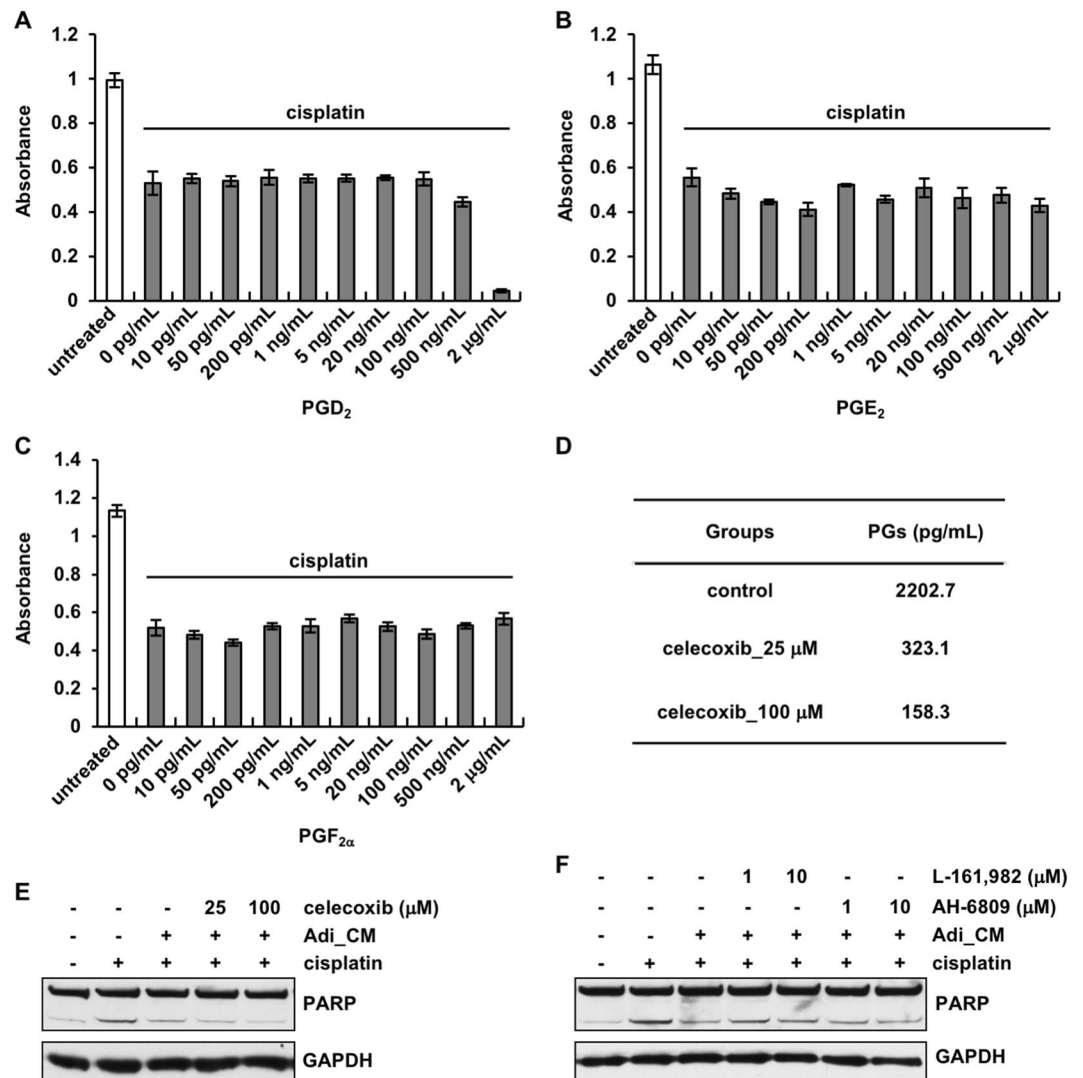 A
1.2
1
0.8
0.6
0.4
0.2
0
Absorbance
cisplatin
untreated
0 pg/mL
10 pg/mL
50 pg/mL
200 pg/mL
1 ng/mL
5 ng/mL
20 ng/mL
100 ng/mL
500 ng/mL
2 μg/mL
PGD₂
B
1.2
1
0.8
0.6
0.4
0.2
0
Absorbance
cisplatin
untreated
0 pg/mL
10 pg/mL
50 pg/mL
200 pg/mL
1 ng/mL
5 ng/mL
20 ng/mL
100 ng/mL
500 ng/mL
2 μg/mL
PGE₂
C
1.4
1.2
1
0.8
0.6
0.4
0.2
0
Absorbance
cisplatin
untreated
0 pg/mL
10 pg/mL
50 pg/mL
200 pg/mL
1 ng/mL
5 ng/mL
20 ng/mL
100 ng/mL
500 ng/mL
2 μg/mL
PGF₂α
D
Groups PGs (pg/mL)
control 2202.7
celecoxib_25 μM 323.1
celecoxib_100 μM 158.3
E
- - - 25 100 celecoxib (μM)
- - + + + Adi_CM
- + + + + cisplatin
PARP
GAPDH
F
- - - 1 10 - - L-161,982 (μM)
- - - - - 1 10 AH-6809 (μM)
- - + + + + + Adi_CM
- + + + + + + cisplatin
PARP
GAPDH